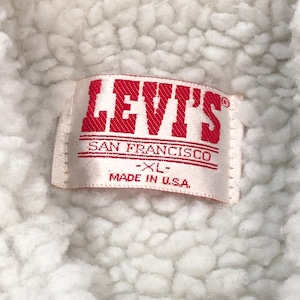 LEVI'S®
SAN FRANCISCO
-XL-
MADE IN U.S.A.